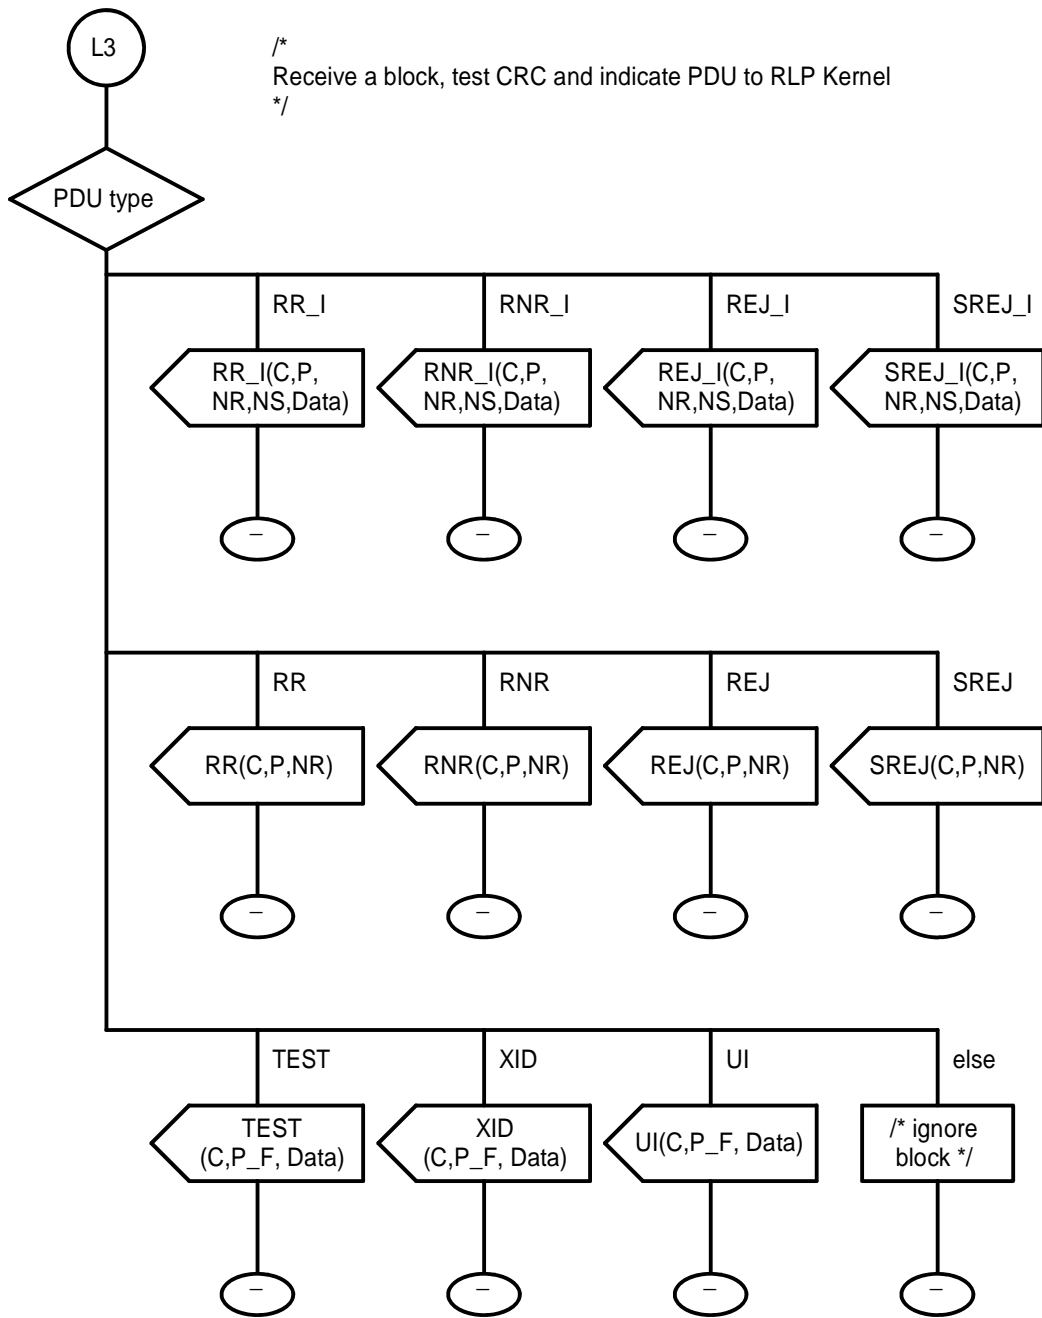 L3
/*
Receive a block, test CRC and indicate PDU to RLP Kernel
*/
PDU type
RR_I
RNR_I
REJ_I
SREJ_I
RR_I(C,P,
NR,NS,Data)
RNR_I(C,P,
NR,NS,Data)
REJ_I(C,P,
NR,NS,Data)
SREJ_I(C,P,
NR,NS,Data)
–
–
–
–
RR
RNR
REJ
SREJ
RR(C,P,NR)
RNR(C,P,NR)
REJ(C,P,NR)
SREJ(C,P,NR)
–
–
–
–
TEST
XID
UI
else
TEST
(C,P_F, Data)
XID
(C,P_F, Data)
UI(C,P_F, Data)
/* ignore
block */
–
–
–
–